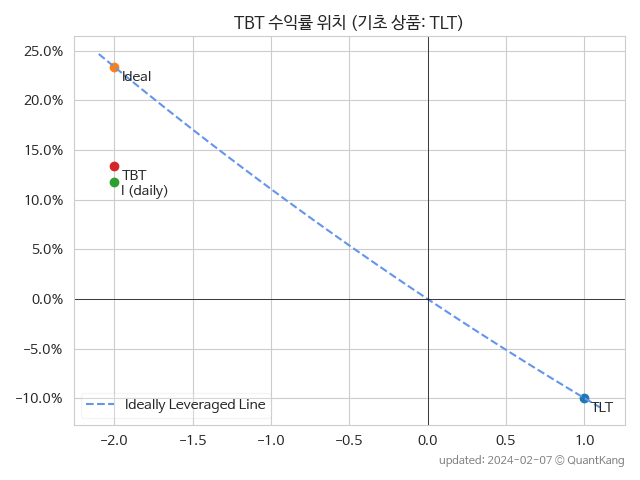 TBT 수익률 위치 (기초 상품: TLT)
25.0%
20.0%
15.0%
10.0%
5.0%
0.0%
−5.0%
−10.0%
Ideal
TBT
I (daily)
TLT
Ideally Leveraged Line
−2.0 −1.5 −1.0 −0.5 0.0 0.5 1.0
updated: 2024-02-07 © QuantKang